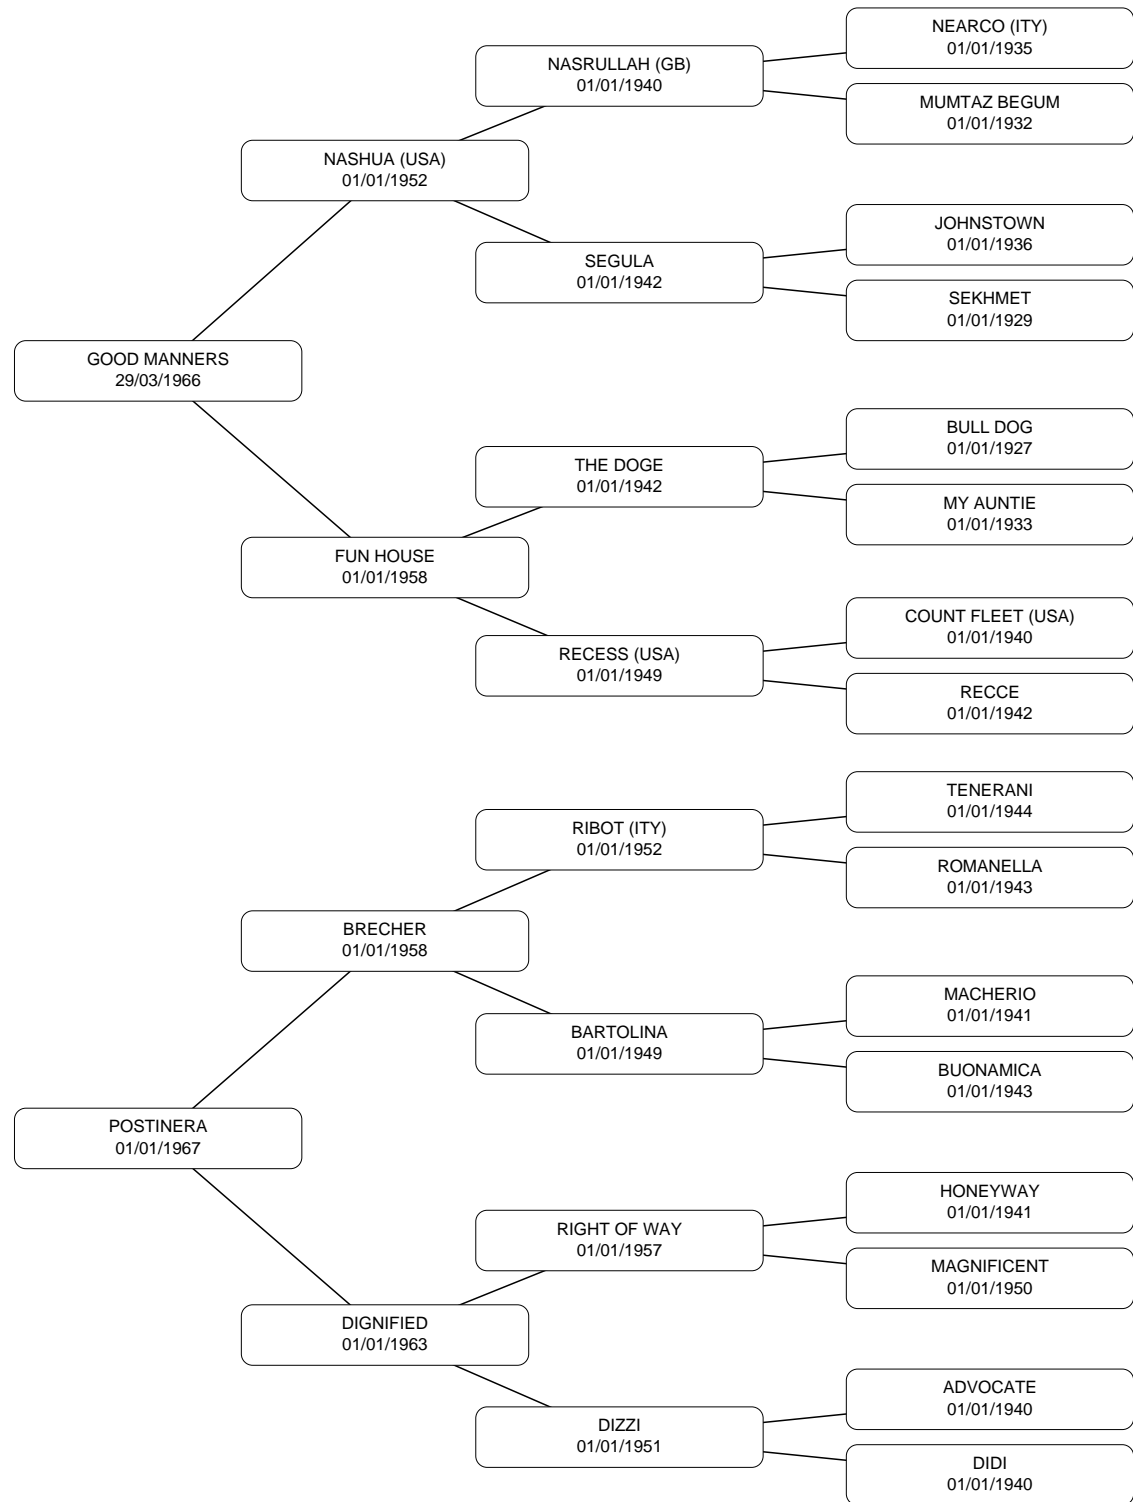 NEARCO (ITY)
01/01/1935
NASRULLAH (GB)
01/01/1940
MUMTAZ BEGUM
01/01/1932
NASHUA (USA)
01/01/1952
JOHNSTOWN
01/01/1936
SEGULA
01/01/1942
SEKHMET
01/01/1929
GOOD MANNERS
29/03/1966
BULL DOG
01/01/1927
THE DOGE
01/01/1942
MY AUNTIE
01/01/1933
FUN HOUSE
01/01/1958
COUNT FLEET (USA)
01/01/1940
RECESS (USA)
01/01/1949
RECCE
01/01/1942
TENERANI
01/01/1944
RIBOT (ITY)
01/01/1952
ROMANELLA
01/01/1943
BRECHER
01/01/1958
MACHERIO
01/01/1941
BARTOLINA
01/01/1949
BUONAMICA
01/01/1943
POSTINERA
01/01/1967
HONEYWAY
01/01/1941
RIGHT OF WAY
01/01/1957
MAGNIFICENT
01/01/1950
DIGNIFIED
01/01/1963
ADVOCATE
01/01/1940
DIZZI
01/01/1951
DIDI
01/01/1940